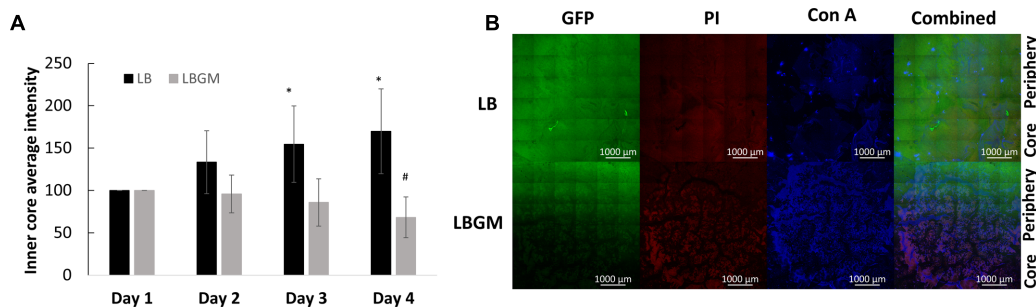 A
Inner core average intensity
250
200
150
100
50
0
LB
LBGM
*
*
#
Day 1
Day 2
Day 3
Day 4
B
GFP
PI
Con A
Combined
LB
1000 µm
1000 µm
1000 µm
1000 µm
Core Periphery
LBGM
1000 µm
1000 µm
1000 µm
1000 µm
Core Periphery